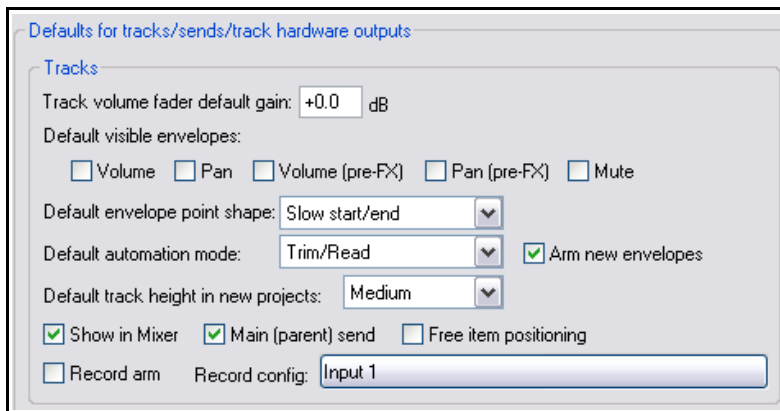 Defaults for tracks/sends/track hardware outputs
Tracks
Track volume fader default gain: +0.0 dB
Default visible envelopes:
Volume Pan Volume (pre-FX) Pan (pre-FX) Mute
Default envelope point shape: Slow start/end
Default automation mode: Trim/Read Arm new envelopes
Default track height in new projects: Medium
Show in Mixer Main (parent) send Free item positioning
Record arm Record config: Input 1